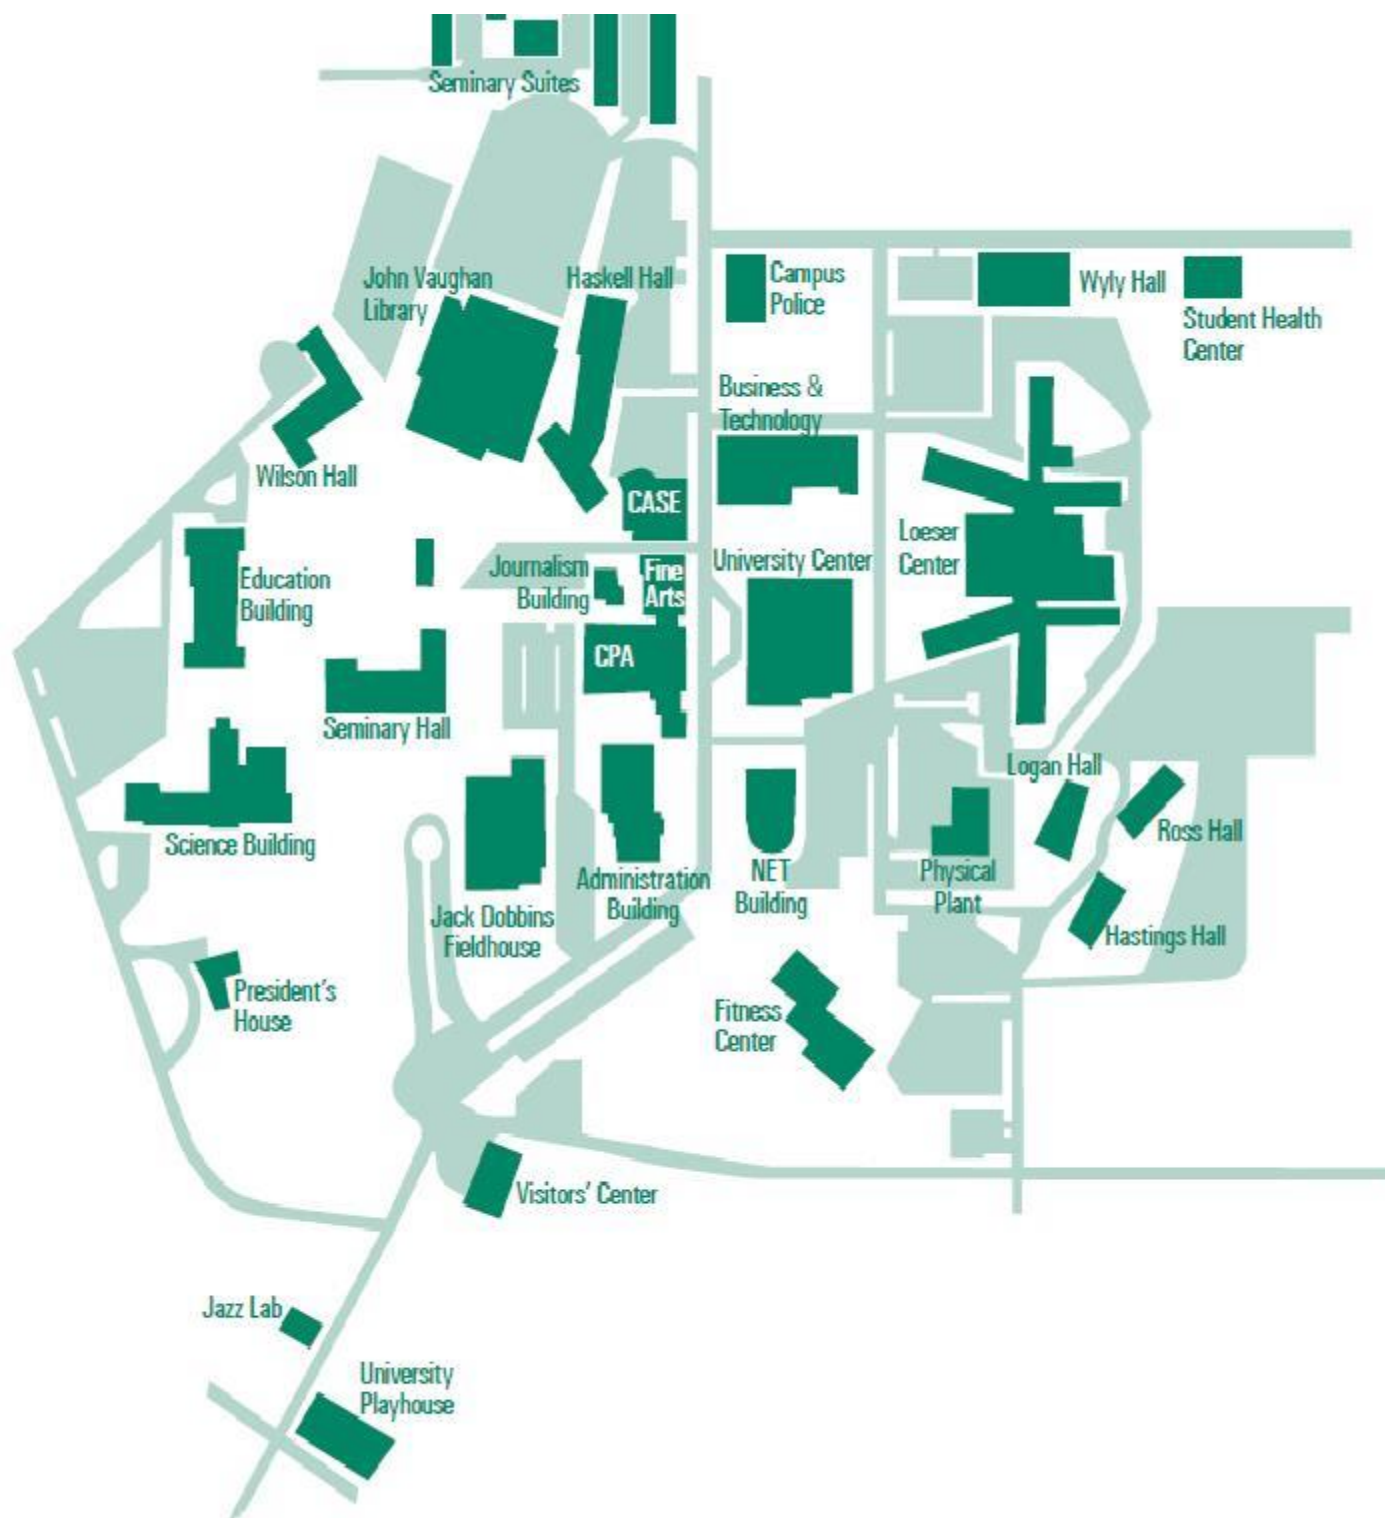 Seminary Suites
John Vaughan
Library
Haskell Hall
Campus
Police
Wyly Hall
Student Health
Center
Business &
Technology
Wilson Hall
CASE
Loeser
Center
University Center
Journalism
Building
Fine
Arts
Education
Building
CPA
Seminary Hall
Logan Hall
Ross Hall
Science Building
Physical
Plant
NET
Building
Administration
Building
Jack Dobbins
Fieldhouse
Hastings Hall
President's
House
Fitness
Center
Visitors' Center
Jazz Lab
University
Playhouse